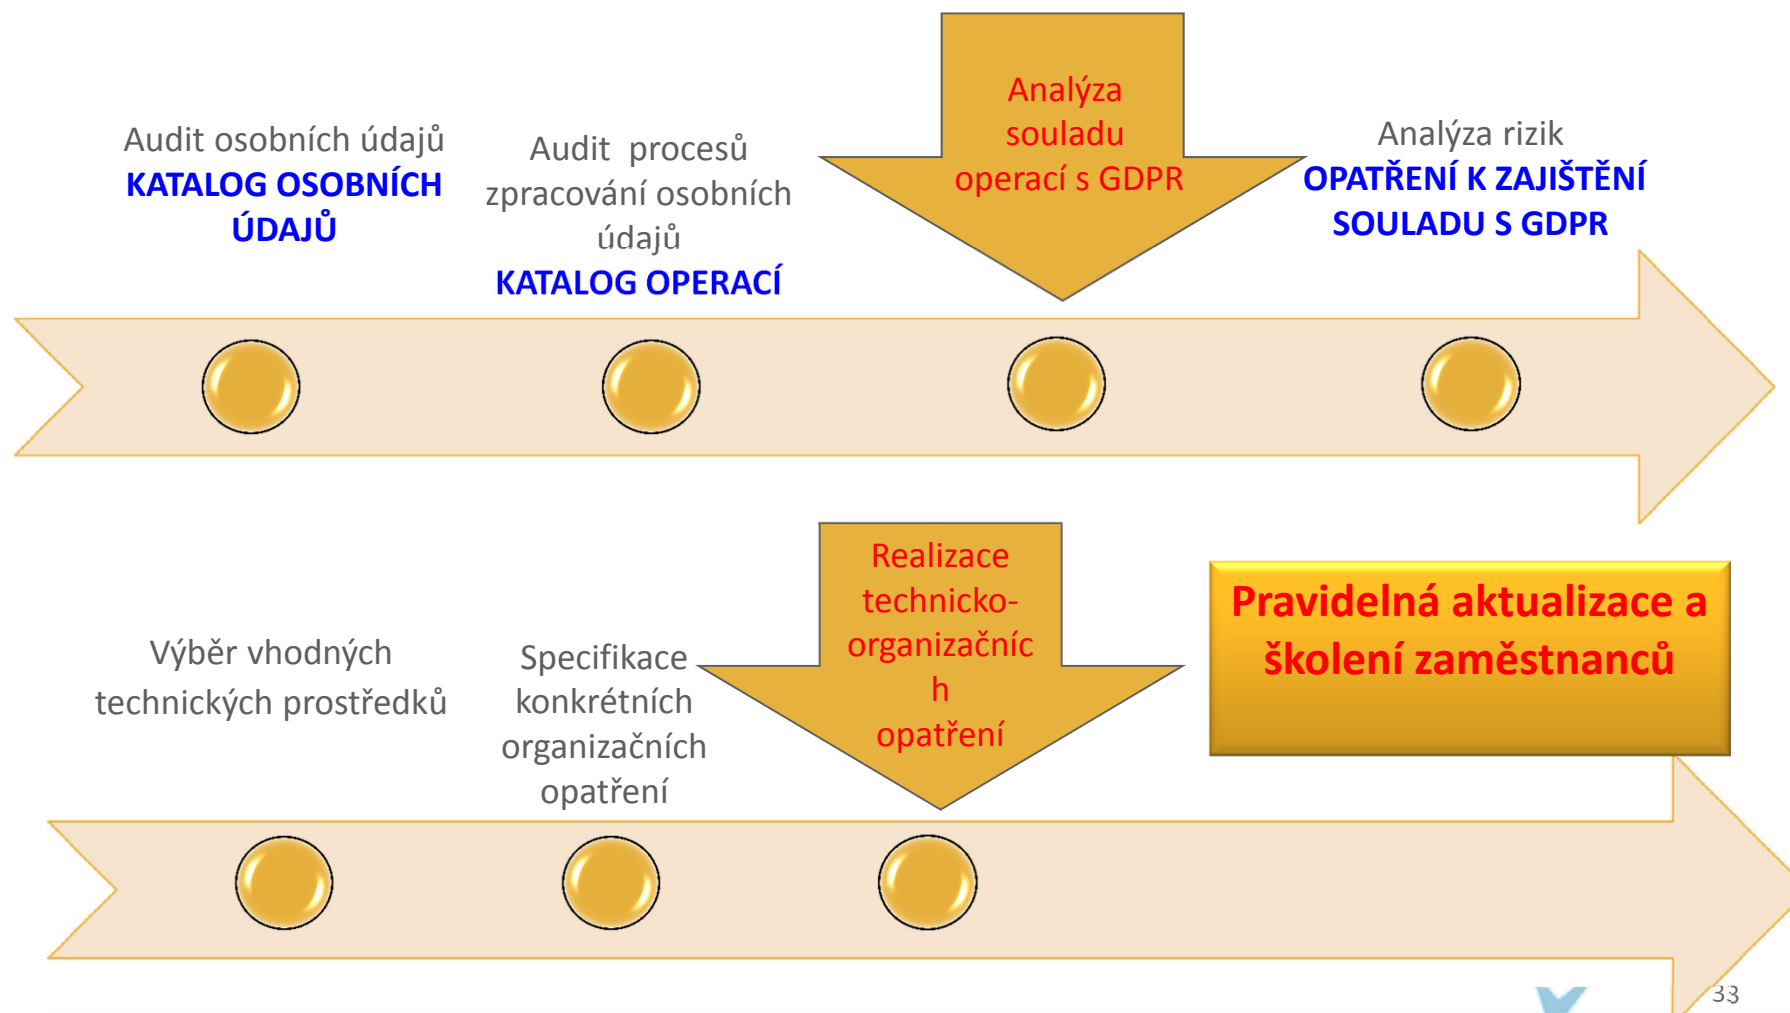 Audit osobních údajů
KATALOG OSOBNÍCH
ÚDAJŮ
Audit procesů
zpracování osobních
údajů
KATALOG OPERACÍ
Analýza
souladu
operací s GDPR
Analýza rizik
OPATŘENÍ K ZAJIŠTĚNÍ
SOULADU S GDPR
Výběr vhodných
technických prostředků
Specifikace
konkrétních
organizačních
opatření
Realizace
technicko-
organizačníc
h
opatření
Pravidelná aktualizace a
školení zaměstnanců
33